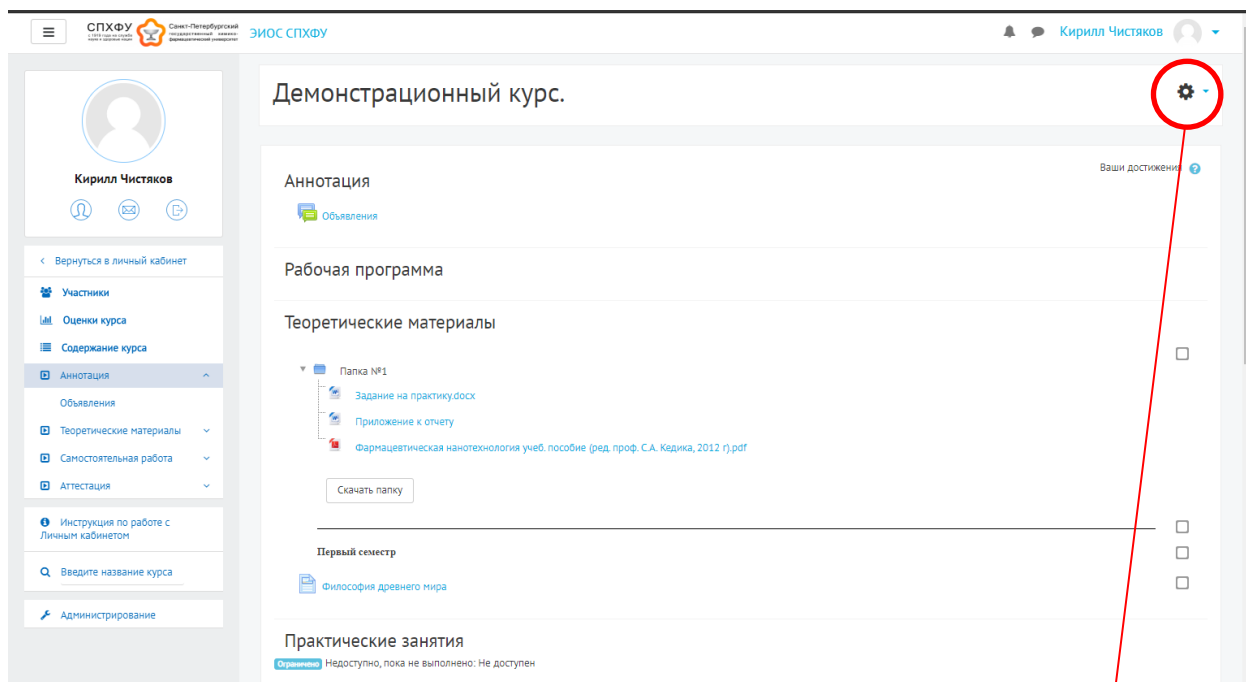 СПХФУ
Санкт-Петербургский
государственный химико-
фармацевтический университет
ЭИОС СПХФУ
Кирилл Чистяков
Демонстрационный курс.
Кирилл Чистяков
Вернуться в личный кабинет
Участники
Оценки курса
Содержание курса
Аннотация
Объявления
Теоретические материалы
Самостоятельная работа
Аттестация
Инструкция по работе с
Личным кабинетом
Введите название курса
Администрирование
Ваши достижения
Аннотация
Объявления
Рабочая программа
Теоретические материалы
Папка №1
Задание на практику.docx
Приложение к отчету
Фармацевтическая нанотехнология учеб. пособие (ред. проф. С.А. Кедика, 2012 г).pdf
Скачать папку
Первый семестр
Философия древнего мира
Практические занятия
Ограничено Недоступно, пока не выполнено: Не доступен